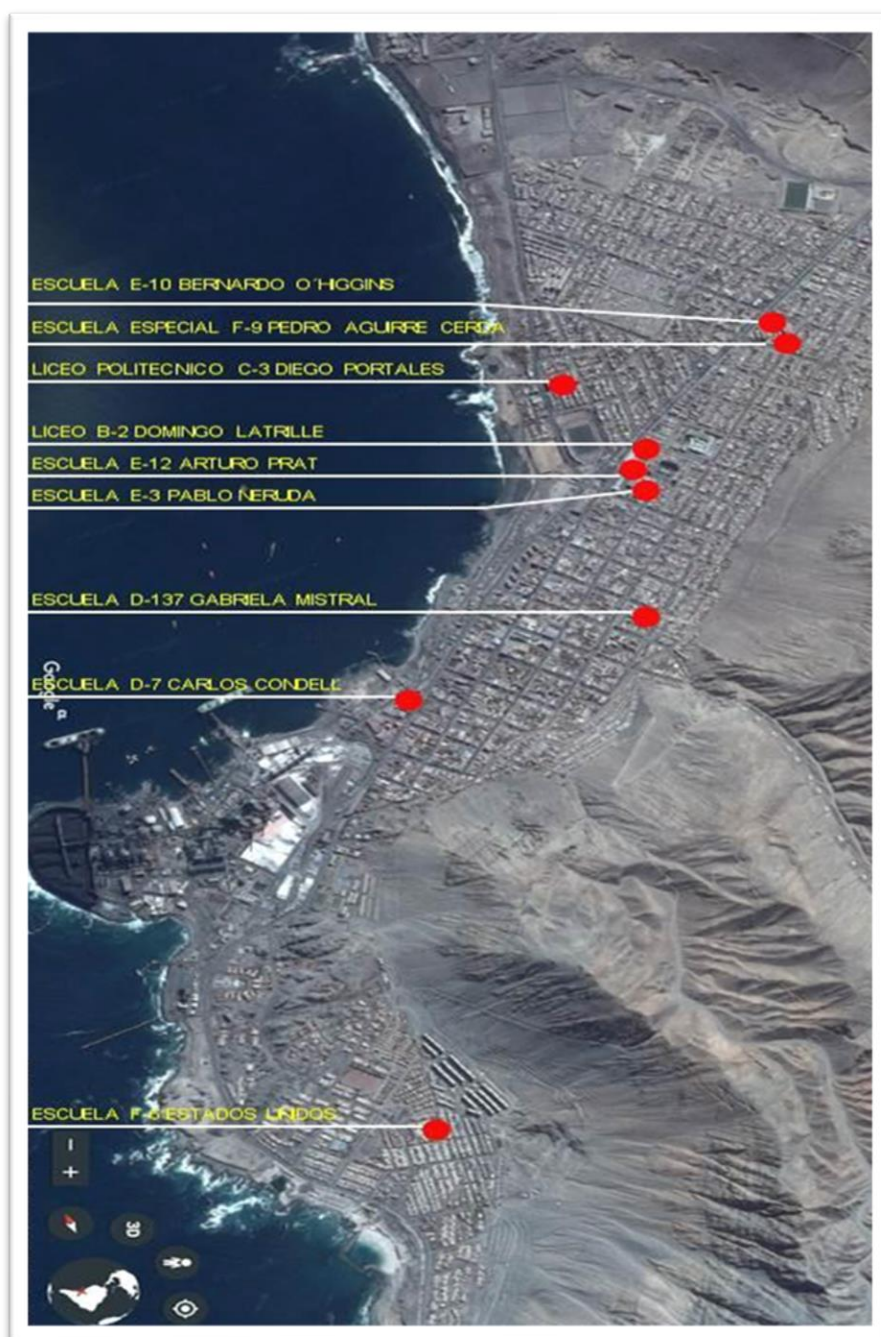 ESCUELA E-10 BERNARDO O´HIGGINS
ESCUELA ESPECIAL F-9 PEDRO AGUIRRE CERDA
LICEO POLITECNICO C-3 DIEGO PORTALES
LICEO B-2 DOMINGO LATRILLE
ESCUELA E-12 ARTURO PRAT
ESCUELA E-3 PABLO NERUDA
ESCUELA D-137 GABRIELA MISTRAL
Google
ESCUELA D-7 CARLOS CONDELL
ESCUELA F-6 ESTADOS UNIDOS
3D